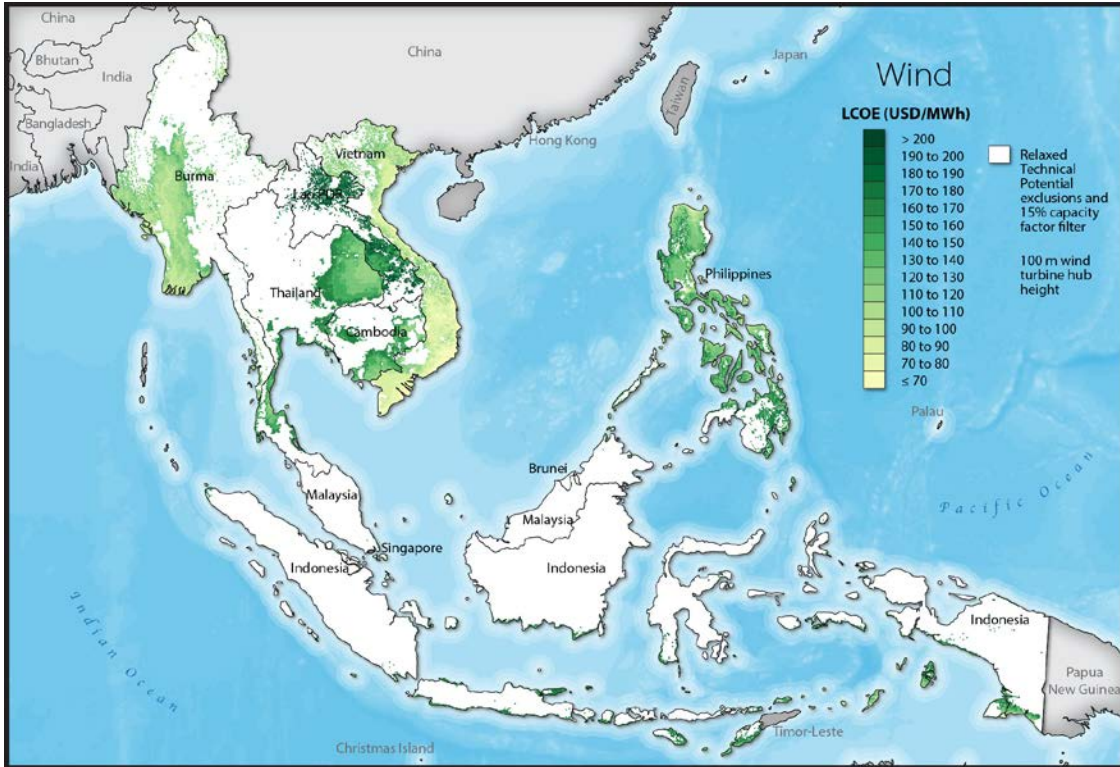 China
China
Bhutan
India
Bangladesh
India
Burma
Vietnam
Lao PDR
Thailand
Cambodia
Hong Kong
Taiwan
Japan
Philippines
Palau
Brunei
Malaysia
Malaysia
Singapore
Indonesia
Indonesia
Indonesia
Papua
New Guinea
Timor-Leste
Christmas Island
Indian Ocean
Pacific Ocean
Wind
LCOE (USD/MWh)
> 200
190 to 200
180 to 190
170 to 180
160 to 170
150 to 160
140 to 150
130 to 140
120 to 130
110 to 120
100 to 110
90 to 100
80 to 90
70 to 80
≤ 70
Relaxed
Technical
Potential
exclusions and
15% capacity
factor filter
100 m wind
turbine hub
height